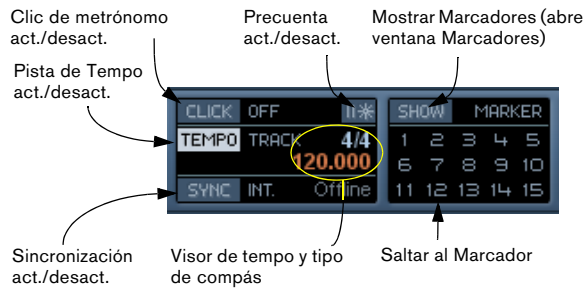 Clic de metrónomo
act./desact.
Precuenta
act./desact.
Mostrar Marcadores (abre
ventana Marcadores)
Pista de Tempo
act./desact.
CLICK OFF
SHOW MARKER
TEMPO TRACK 4/4
120.000
SYNC INT. Offline
1 2 3 4 5
6 7 8 9 10
11 12 13 14 15
Sincronización
act./desact.
Visor de tempo y tipo
de compás
Saltar al Marcador